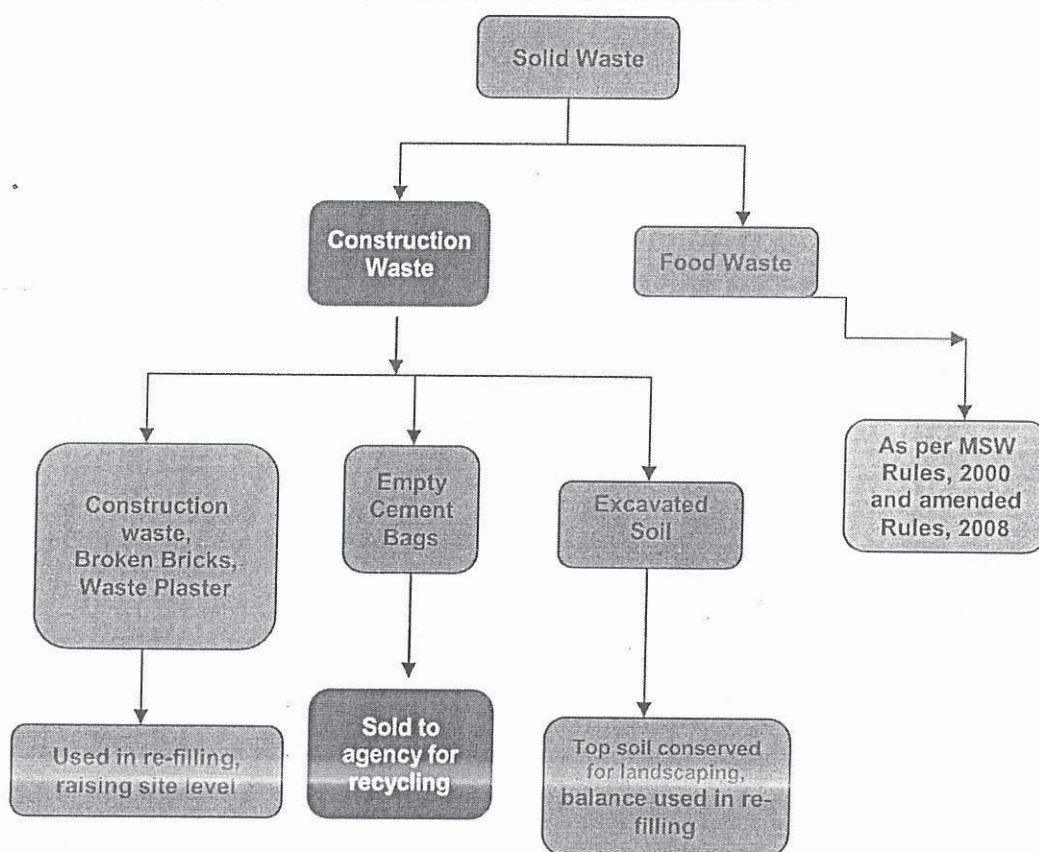 Solid Waste
Construction
Waste
Food Waste
Construction
waste,
Broken Bricks,
Waste Plaster
Empty
Cement
Bags
Excavated
Soil
As per MSW
Rules, 2000
and amended
Rules, 2008
Used in re-filling,
raising site level
Sold to
agency for
recycling
Top soil conserved
for landscaping,
balance used in re-
filling